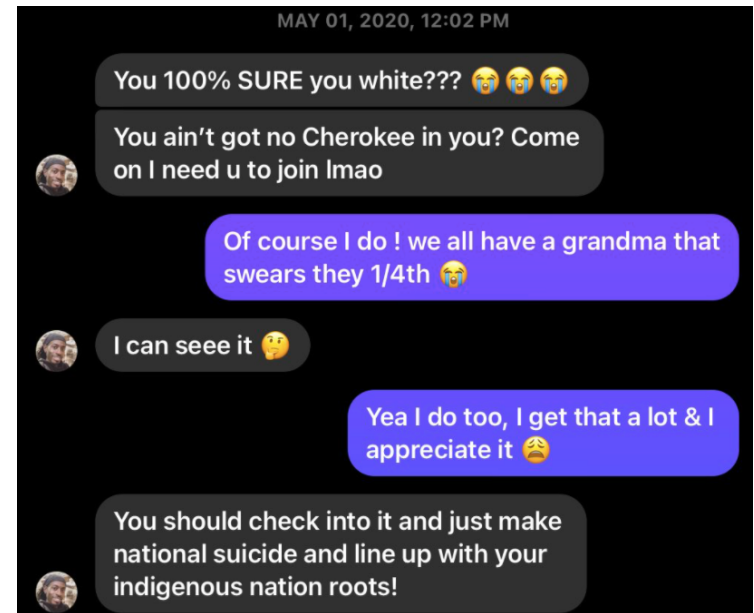 MAY 01, 2020, 12:02 PM
You 100% SURE you white??? 😭😭😭
You ain’t got no Cherokee in you? Come
on I need u to join lmao
Of course I do ! we all have a grandma that
swears they 1/4th 😭
I can seee it 🤔
Yea I do too, I get that a lot & I
appreciate it 😩
You should check into it and just make
national suicide and line up with your
indigenous nation roots!